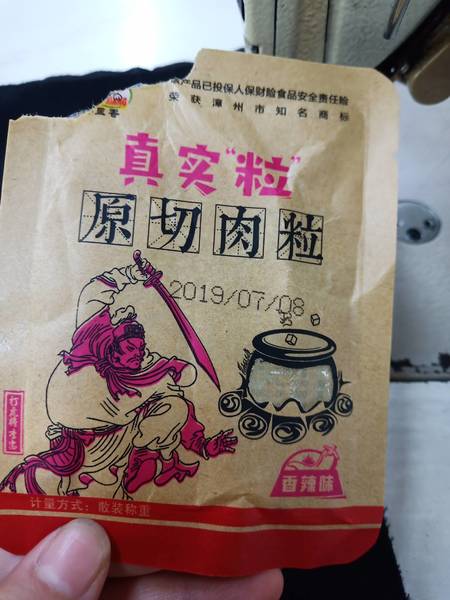 产品已投保人保财险食品安全责任险
荣获漳州市知名商标
真实“粒”
原切肉粒
2019/07/08
香辣味
计量方式：散装称重